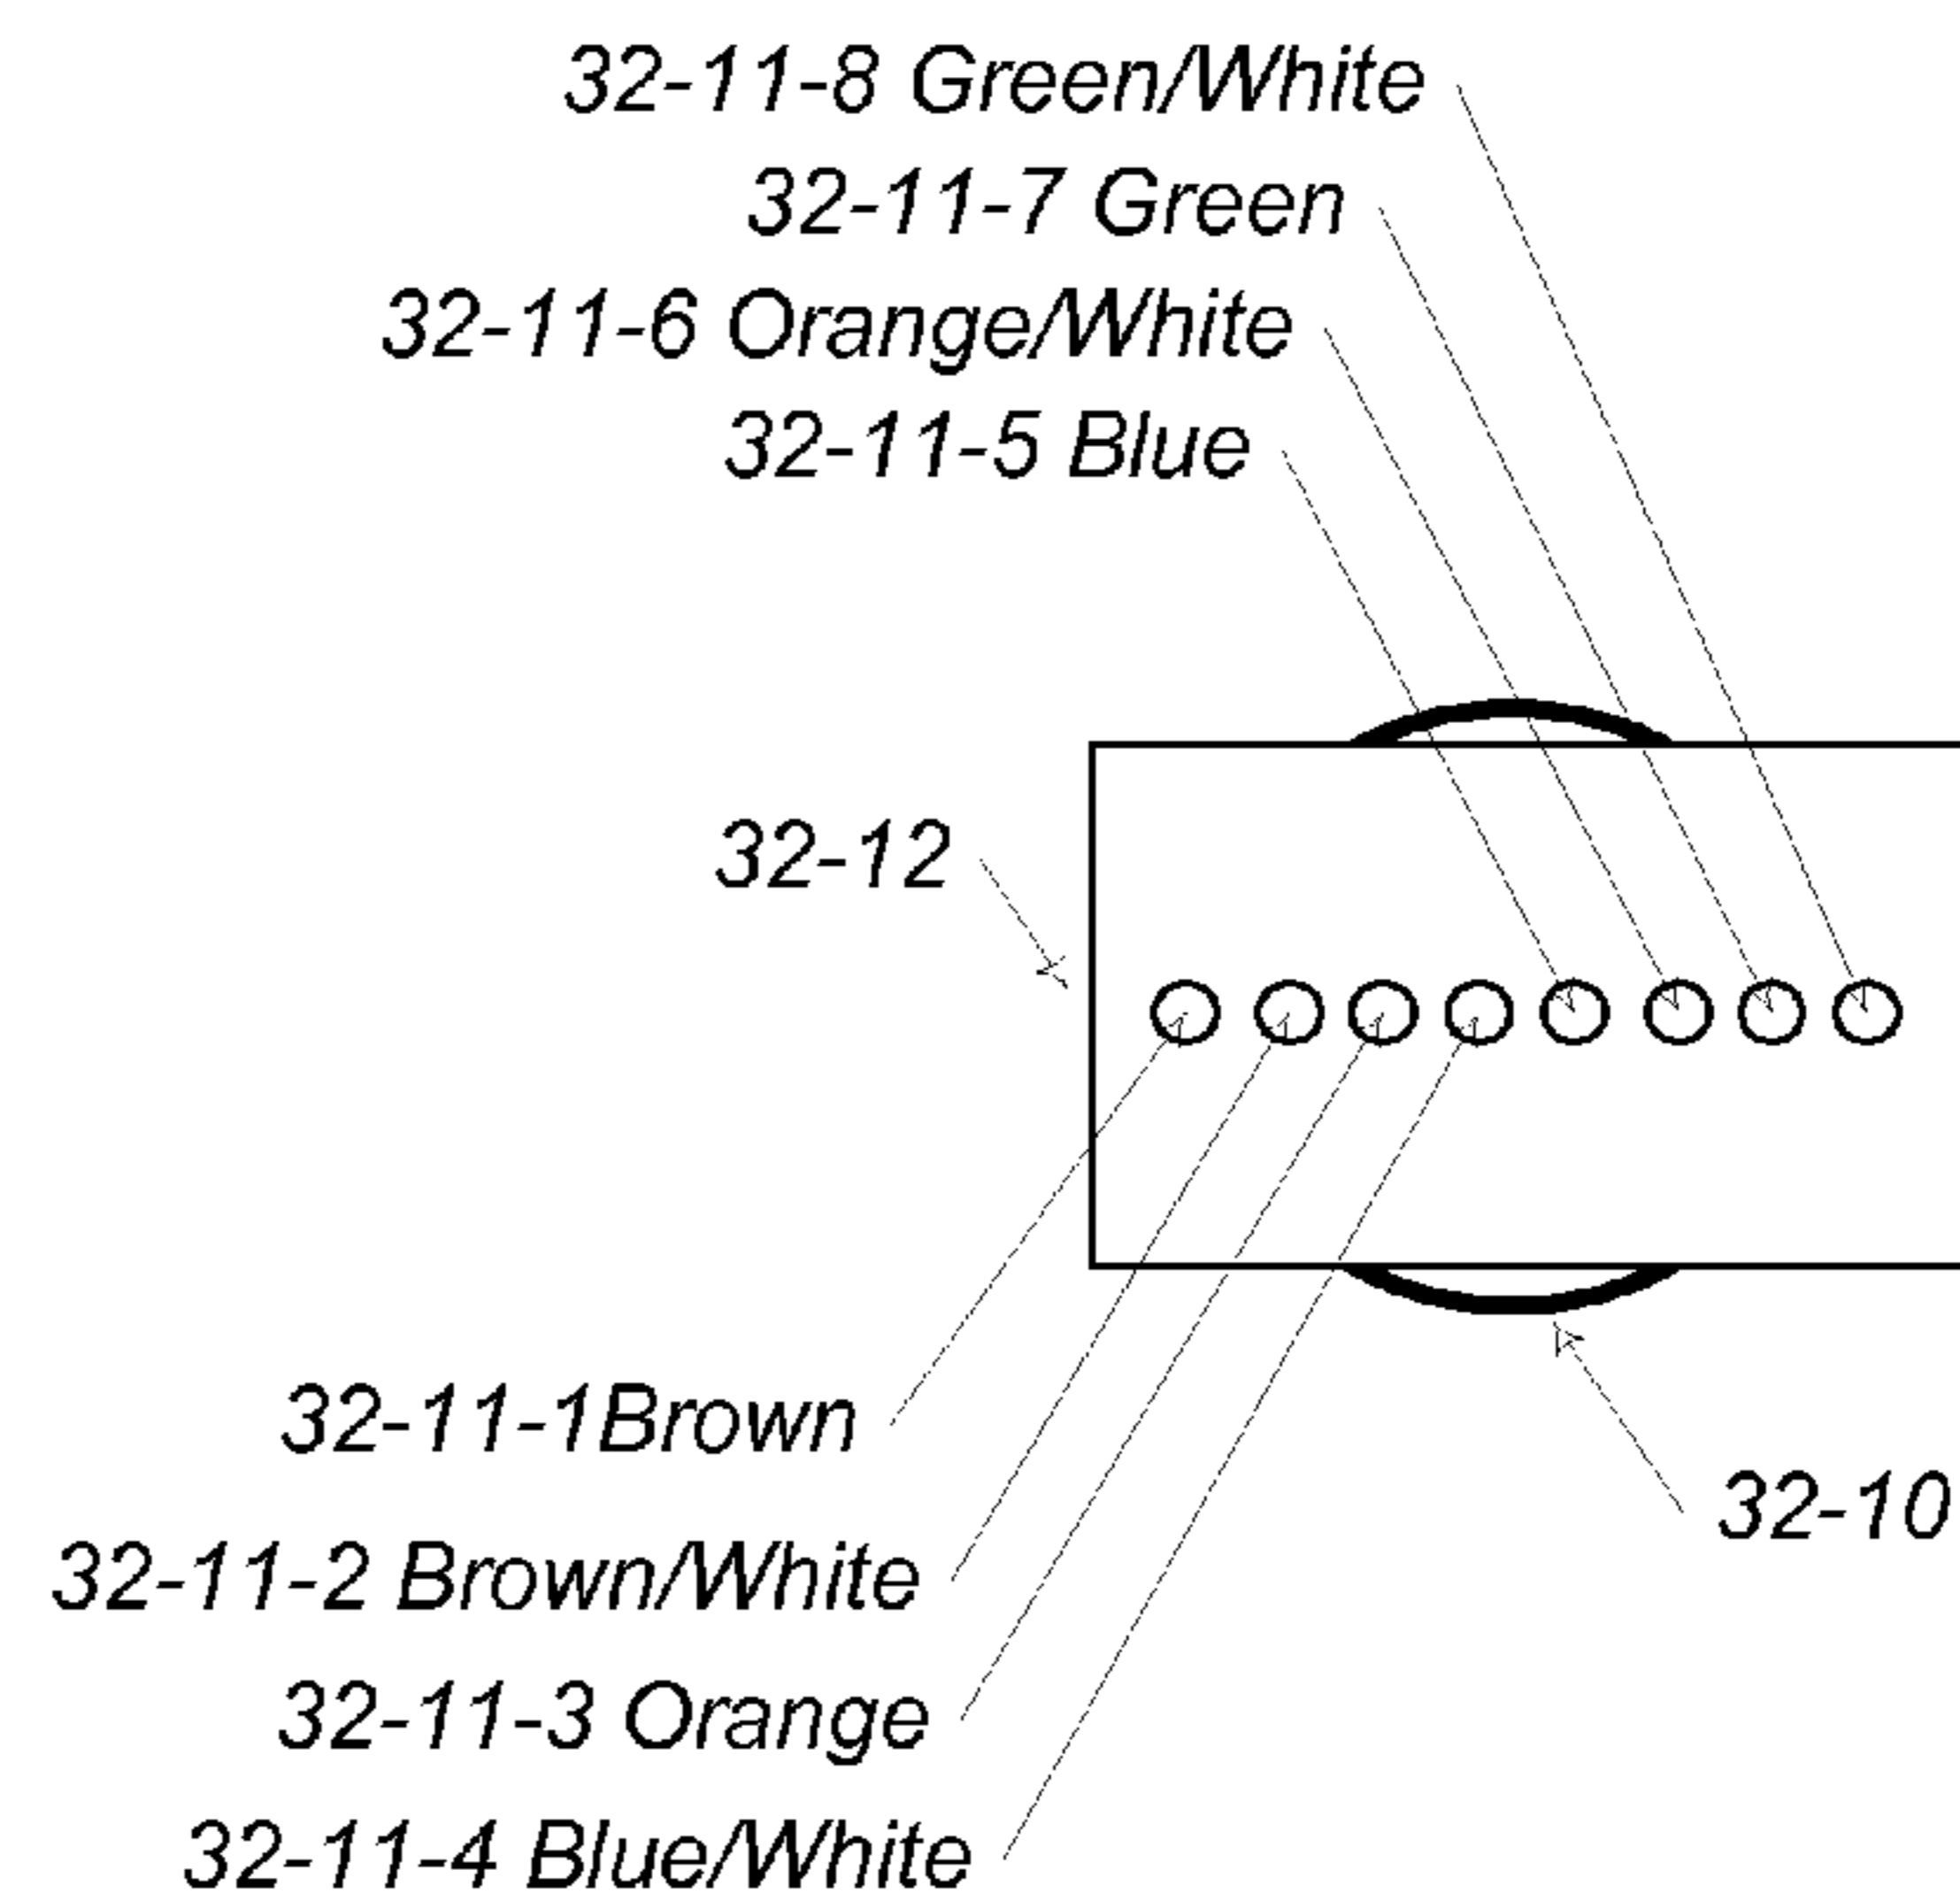 32-11-8 Green/White
32-11-7 Green
32-11-6 Orange/White
32-11-5 Blue
32-12
32-11-1Brown
32-10
32-11-2 Brown/White
32-11-3 Orange
32-11-4 Blue/White